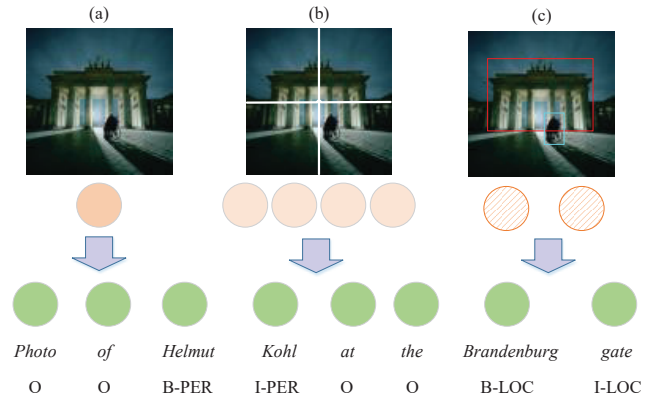 (a) (b) (c)
Photo of Helmut Kohl at the Brandenburg gate
O O B-PER I-PER O O B-LOC I-LOC